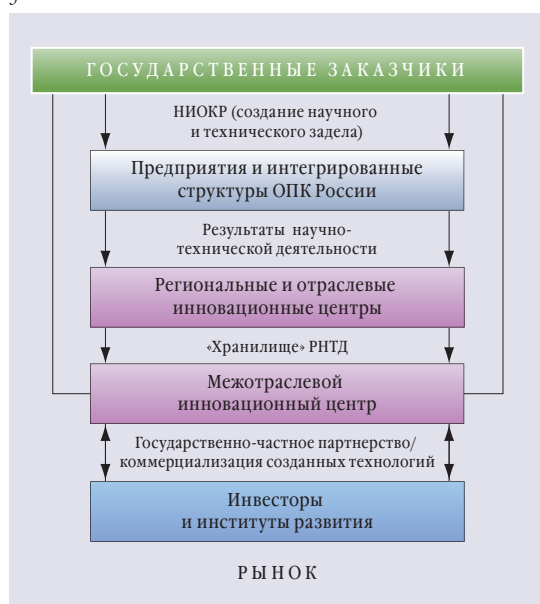 ГОСУДАРСТВЕННЫЕ ЗАКАЗЧИКИ
НИОКР (создание научного
и технического задела)
Предприятия и интегрированные
структуры ОПК России
Результаты научно-
технической деятельности
Региональные и отраслевые
инновационные центры
«Хранилище» РНТД
Межотраслевой
инновационный центр
Государственно-частное партнерство/
коммерциализация созданных технологий
Инвесторы
и институты развития
РЫНОК